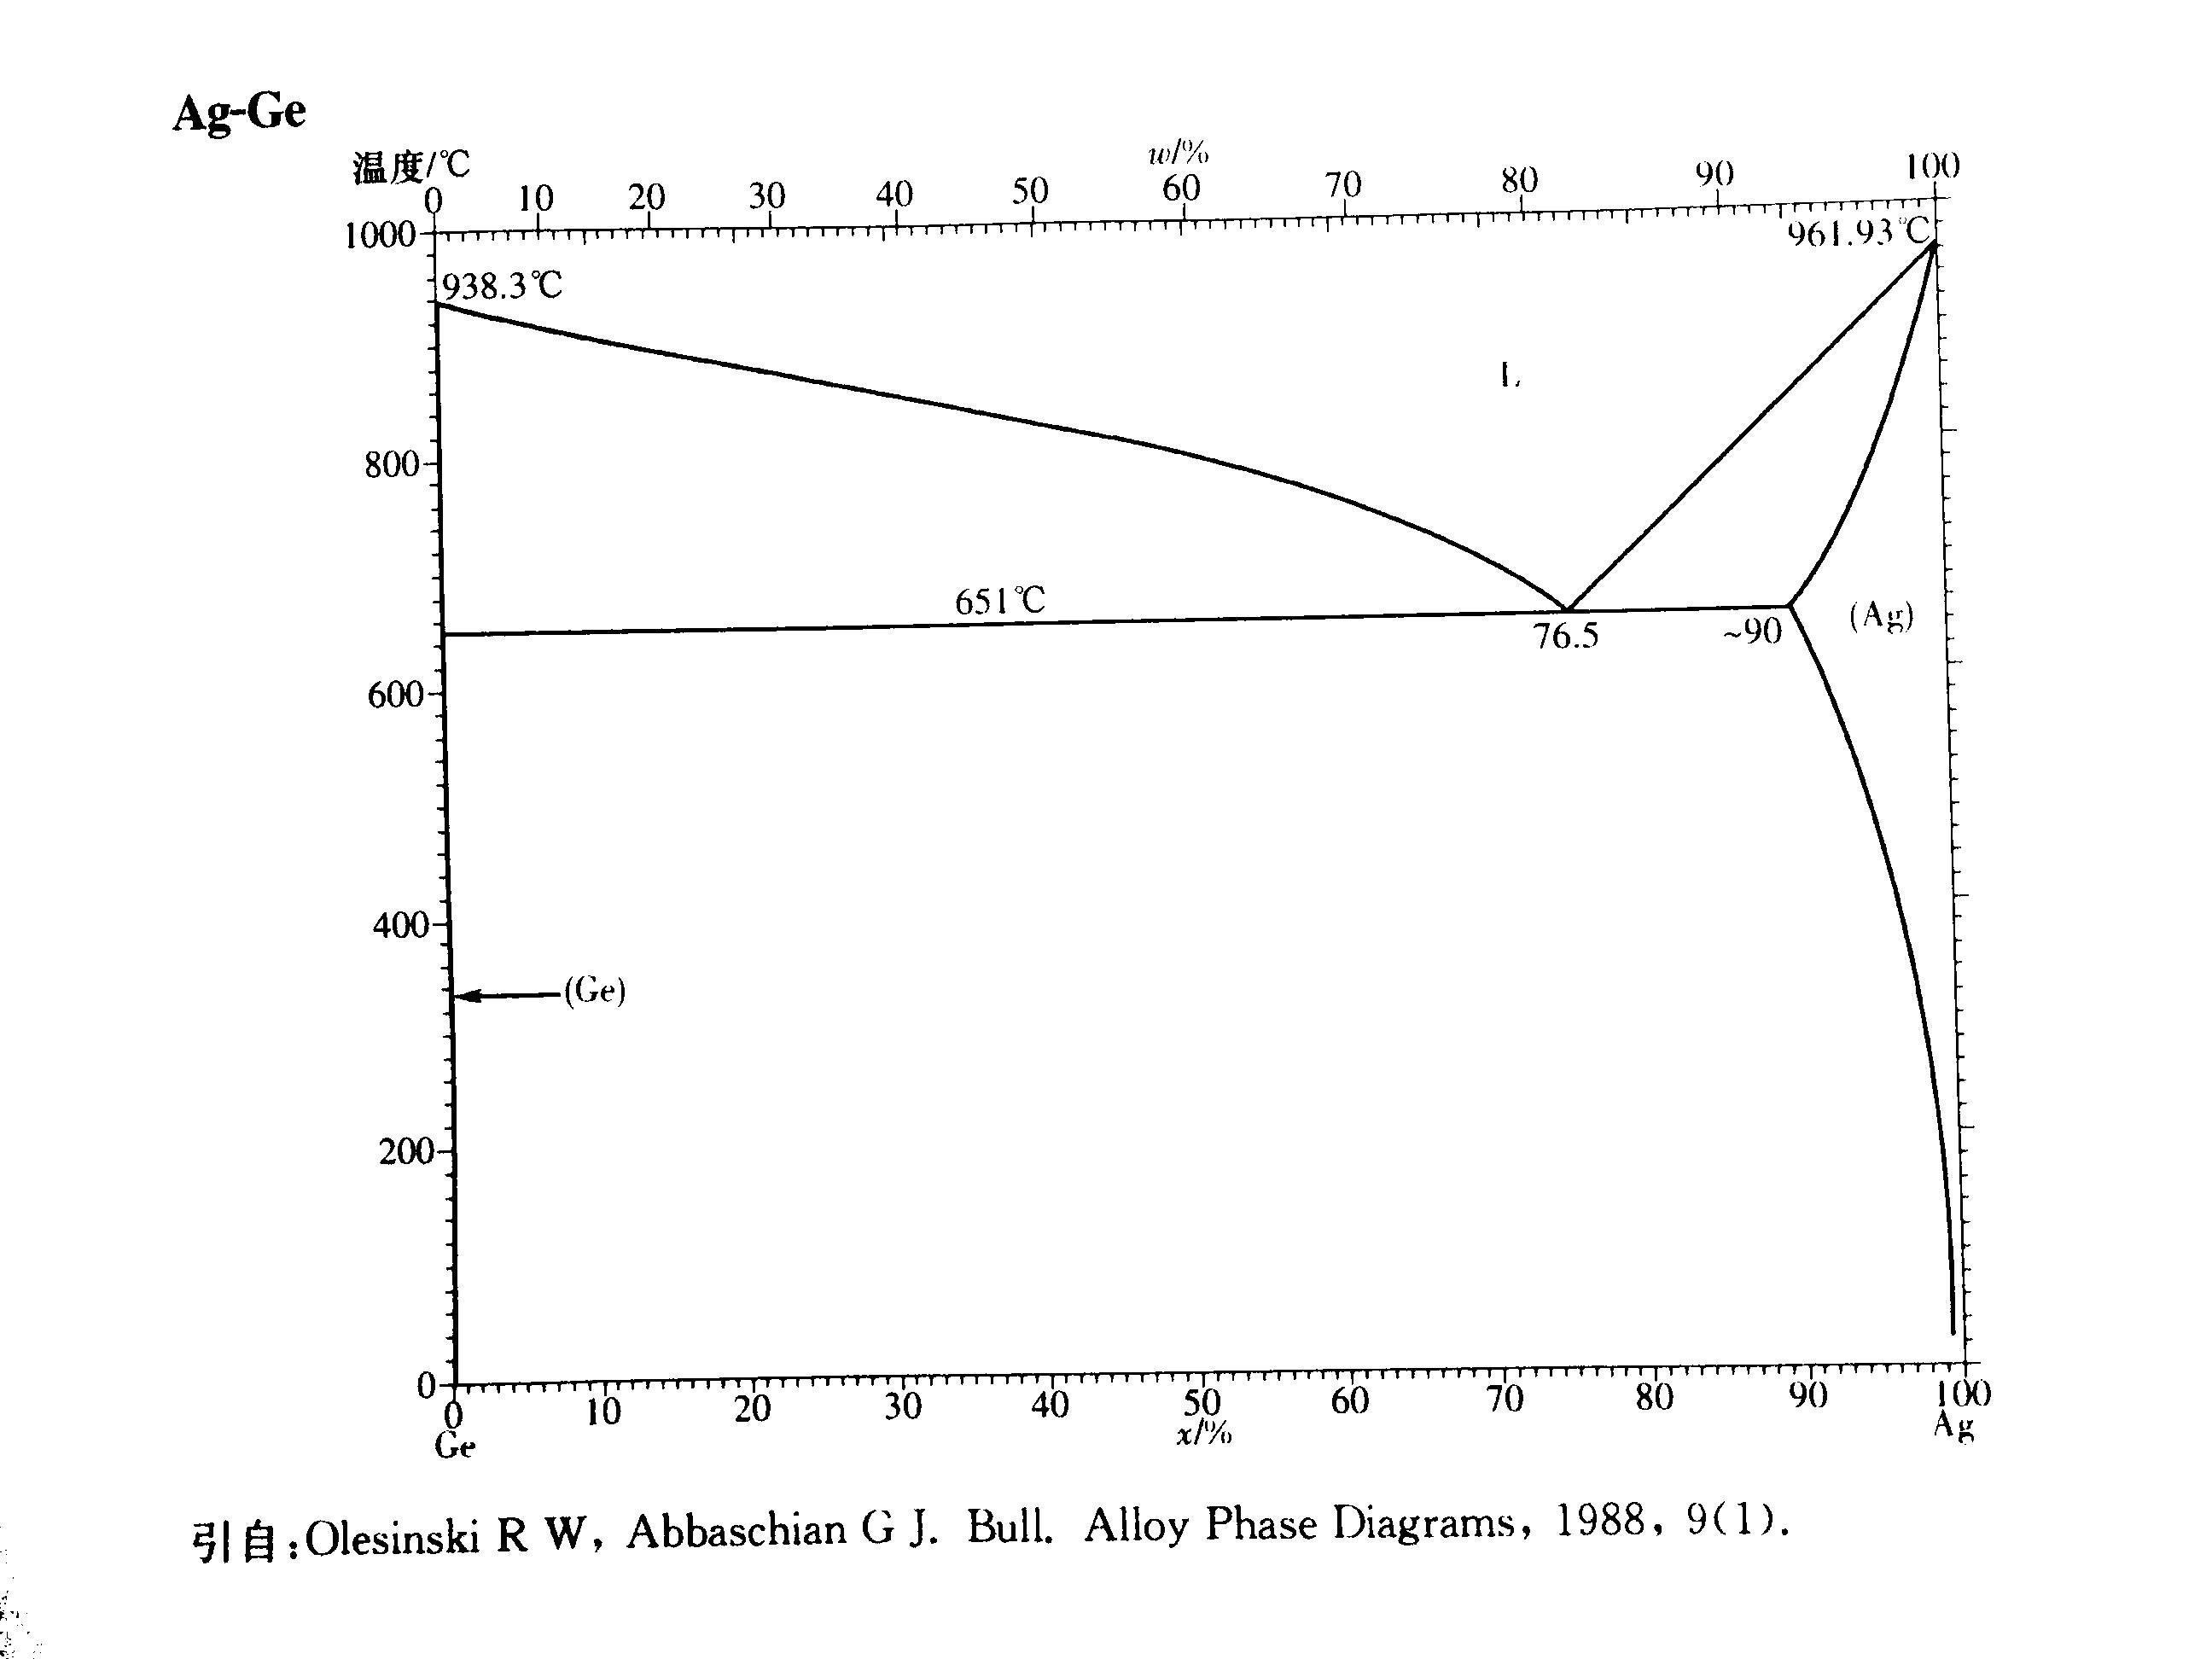 Ag-Ge
温度/℃
w/%
0 10 20 30 40 50 60 70 80 90 100
1000
961.93℃
938.3℃
L
800
651℃
76.5
~90
(Ag)
600
400
(Ge)
200
0
0 10 20 30 40 50 60 70 80 90 100
Ge x/% Ag
引自:Olesinski R W, Abbaschian G J. Bull. Alloy Phase Diagrams, 1988, 9(1).